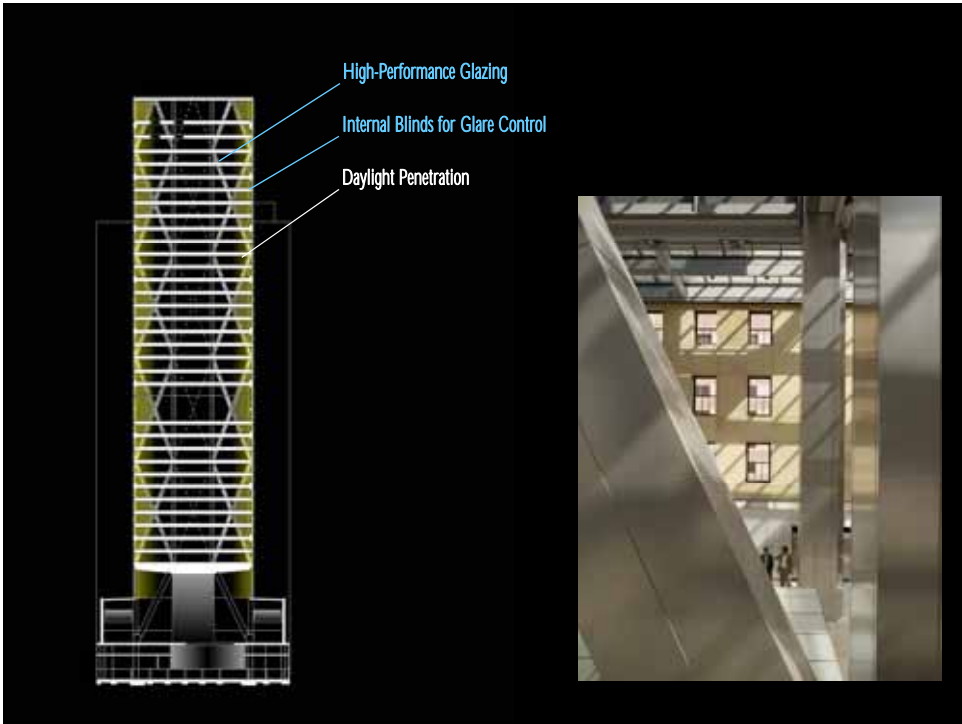 High-Performance Glazing
Internal Blinds for Glare Control
Daylight Penetration